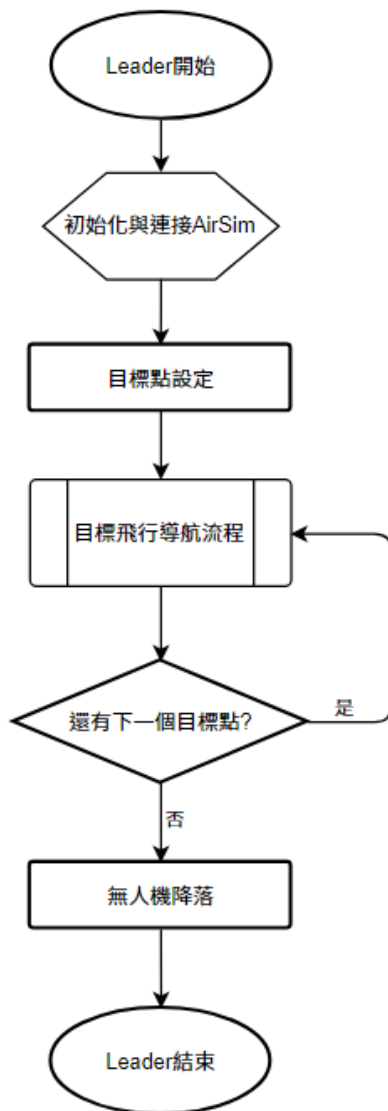 Leader開始
初始化與連接AirSim
目標點設定
目標飛行導航流程
還有下一個目標點?
是
否
無人機降落
Leader結束